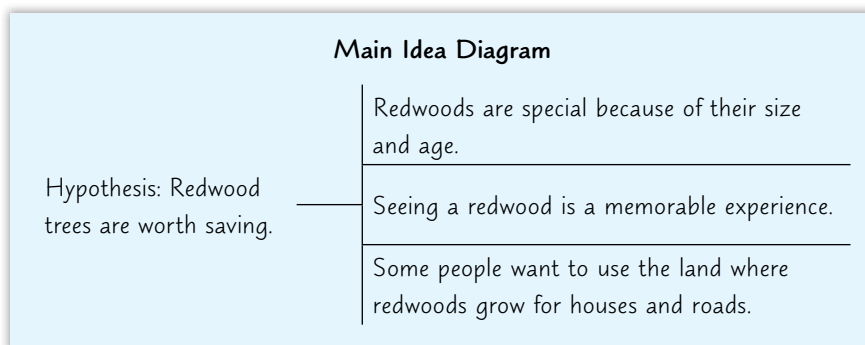 Main Idea Diagram
Hypothesis: Redwood
trees are worth saving.
Redwoods are special because of their size
and age.
Seeing a redwood is a memorable experience.
Some people want to use the land where
redwoods grow for houses and roads.